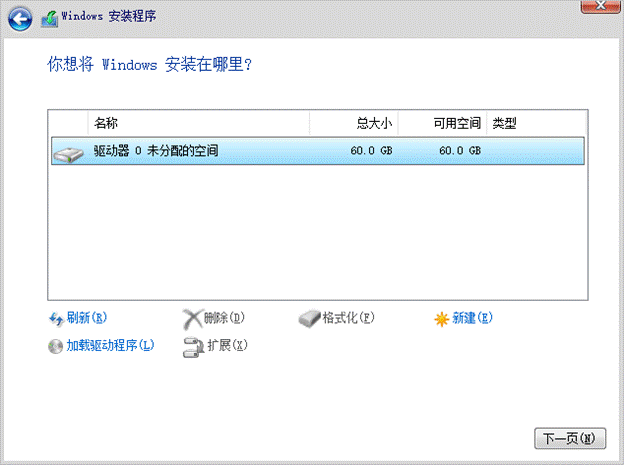 Windows 安装程序
你想将 Windows 安装在哪里?
名称 总大小 可用空间 类型
驱动器 0 未分配的空间 60.0 GB 60.0 GB
刷新(R) 删除(D) 格式化(F) 新建(E)
加载驱动程序(L) 扩展(X)
下一页(N)